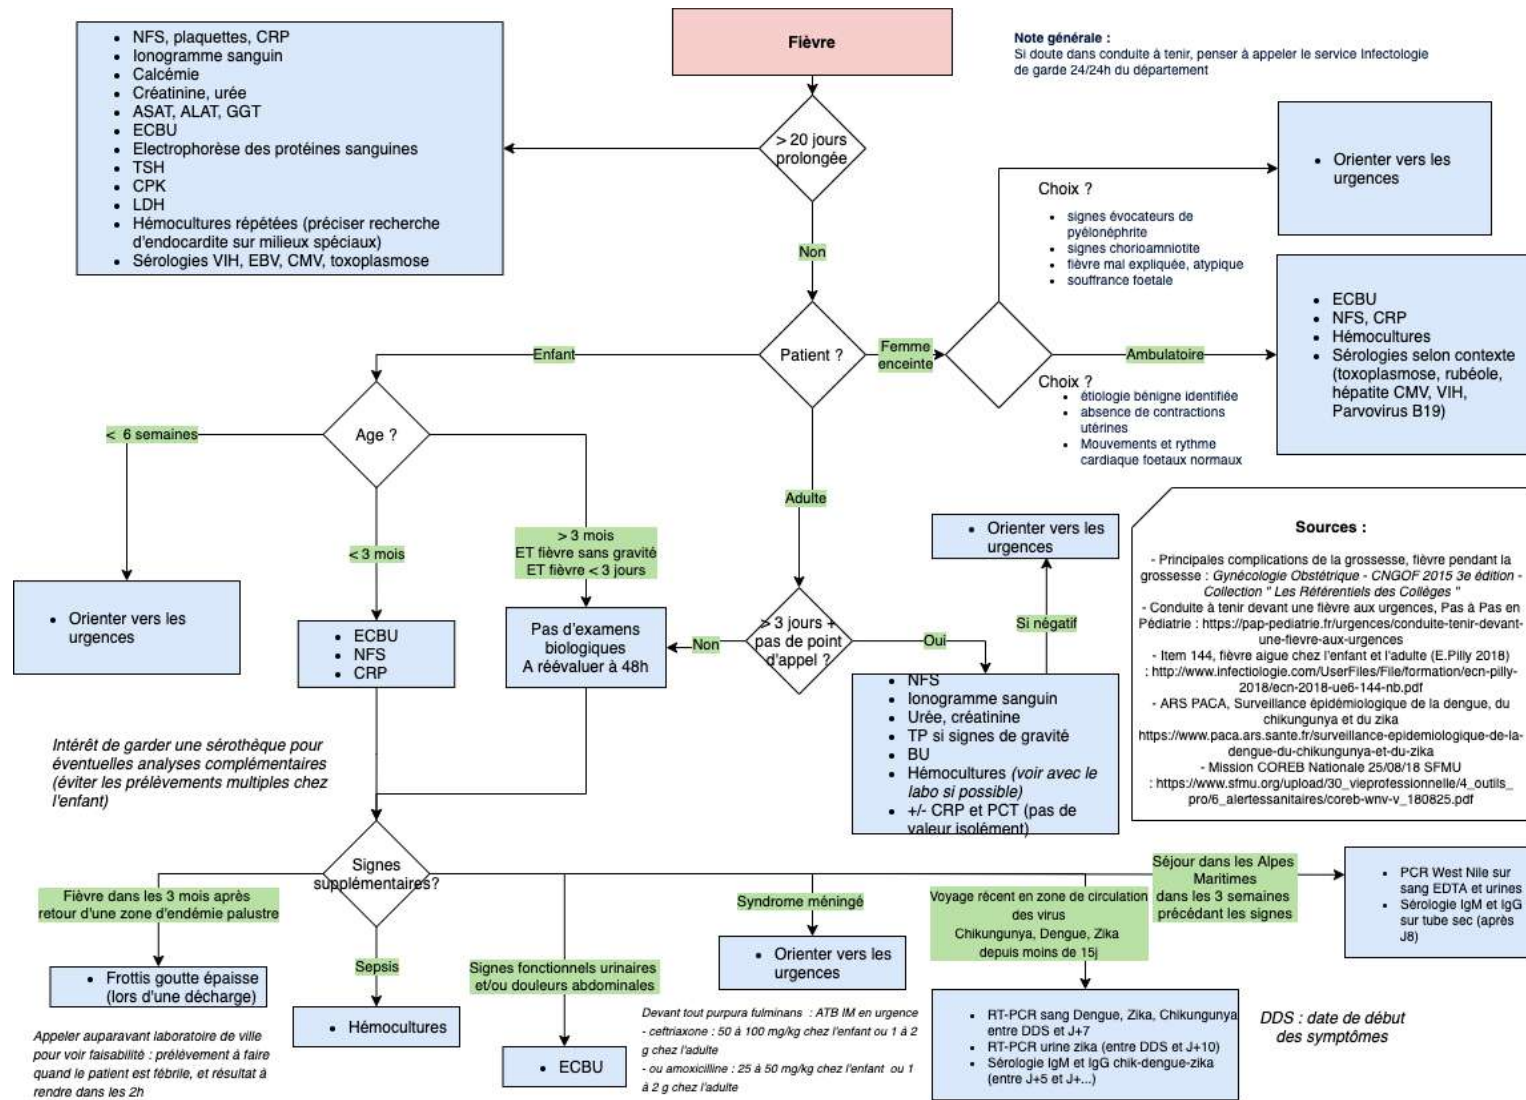 Fièvre
Note générale :
Si doute dans conduite à tenir, penser à appeler le service Infectologie
de garde 24/24h du département
> 20 jours
prolongée
• NFS, plaquettes, CRP
• Ionogramme sanguin
• Calcémie
• Créatinine, urée
• ASAT, ALAT, GGT
• ECBU
• Electrophorèse des protéines sanguines
• TSH
• CPK
• LDH
• Hémocultures répétées (préciser recherche
d'endocardite sur milieux spéciaux)
• Sérologies VIH, EBV, CMV, toxoplasmose
Non
Patient ?
Femme
enceinte
Choix ?
• signes évocateurs de
pyélonéphrite
• signes chorioamniotite
• fièvre mal expliquée, atypique
• souffrance foetale
• Orienter vers les
urgences
Ambulatoire
Choix ?
• étiologie bénigne identifiée
• absence de contractions
utérines
• Mouvements et rythme
cardiaque foetaux normaux
• ECBU
• NFS, CRP
• Hémocultures
• Sérologies selon contexte
(toxoplasmose, rubéole,
hépatite CMV, VIH,
Parvovirus B19)
Enfant
Age ?
< 6 semaines
• Orienter vers les
urgences
< 3 mois
• ECBU
• NFS
• CRP
> 3 mois
ET fièvre sans gravité
ET fièvre < 3 jours
Pas d'examens
biologiques
A réévaluer à 48h
Adulte
> 3 jours +
pas de point
d'appel ?
Non
Oui
• NFS
• Ionogramme sanguin
• Urée, créatinine
• TP si signes de gravité
• BU
• Hémocultures (voir avec le
labo si possible)
• +/- CRP et PCT (pas de
valeur isolément)
Si négatif
• Orienter vers les
urgences
Sources :
- Principales complications de la grossesse, fièvre pendant la
grossesse : Gynécologie Obstétrique - CNGOF 2015 3e édition -
Collection " Les Référentiels des Collèges "
- Conduite à tenir devant une fièvre aux urgences, Pas à Pas en
Pédiatrie : https://pap-pediatrie.fr/urgences/conduite-tenir-devant-
une-fievre-aux-urgences
- Item 144, fièvre aigue chez l'enfant et l'adulte (E.Pilly 2018)
: http://www.infectiologie.com/UserFiles/File/formation/ecn-pilly-
2018/ecn-2018-ue6-144-nb.pdf
- ARS PACA, Surveillance épidémiologique de la dengue, du
chikungunya et du zika
https://www.paca.ars.sante.fr/surveillance-epidemiologique-de-la-
dengue-du-chikungunya-et-du-zika
- Mission COREB Nationale 25/08/18 SFMU
: https://www.sfmu.org/upload/30_vieprofessionnelle/4_outils_
pro/6_alertessanitaires/coreb-wnv-v_180825.pdf
Intérêt de garder une sérothèque pour
éventuelles analyses complémentaires
(éviter les prélèvements multiples chez
l'enfant)
Signes
supplémentaires?
Fièvre dans les 3 mois après
retour d'une zone d'endémie palustre
• Frottis goutte épaisse
(lors d'une décharge)
Appeler auparavant laboratoire de ville
pour voir faisabilité : prélèvement à faire
quand le patient est fébrile, et résultat à
rendre dans les 2h
Sepsis
• Hémocultures
Signes fonctionnels urinaires
et/ou douleurs abdominales
• ECBU
Syndrome méningé
• Orienter vers les
urgences
Devant tout purpura fulminans : ATB IM en urgence
- ceftriaxone : 50 à 100 mg/kg chez l'enfant ou 1 à 2
g chez l'adulte
- ou amoxicilline : 25 à 50 mg/kg chez l'enfant ou 1
à 2 g chez l'adulte
Voyage récent en zone de circulation
des virus
Chikungunya, Dengue, Zika
depuis moins de 15j
• RT-PCR sang Dengue, Zika, Chikungunya
entre DDS et J+7
• RT-PCR urine zika (entre DDS et J+10)
• Sérologie IgM et IgG chik-dengue-zika
(entre J+5 et J+...)
Séjour dans les Alpes
Maritimes
dans les 3 semaines
précédant les signes
• PCR West Nile sur
sang EDTA et urines
• Sérologie IgM et IgG
sur tube sec (après
J8)
DDS : date de début
des symptômes